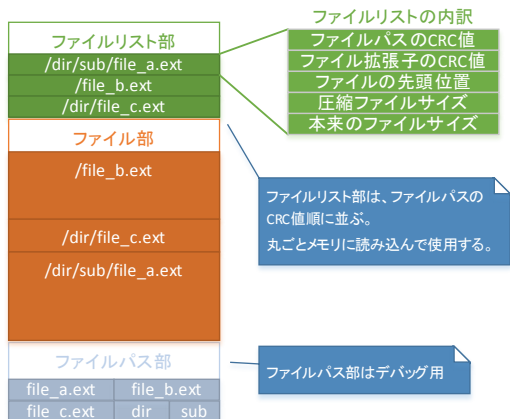 ファイルリストの内訳
ファイルパスのCRC値
ファイル拡張子のCRC値
ファイルの先頭位置
圧縮ファイルサイズ
本来のファイルサイズ
ファイルリスト部
/dir/sub/file_a.ext
/file_b.ext
/dir/file_c.ext
ファイル部
/file_b.ext
/dir/file_c.ext
/dir/sub/file_a.ext
ファイルリスト部は、ファイルパスの
CRC値順に並ぶ。
丸ごとメモリに読み込んで使用する。
ファイルパス部
file_a.ext file_b.ext
file_c.ext dir sub
ファイルパス部はデバッグ用